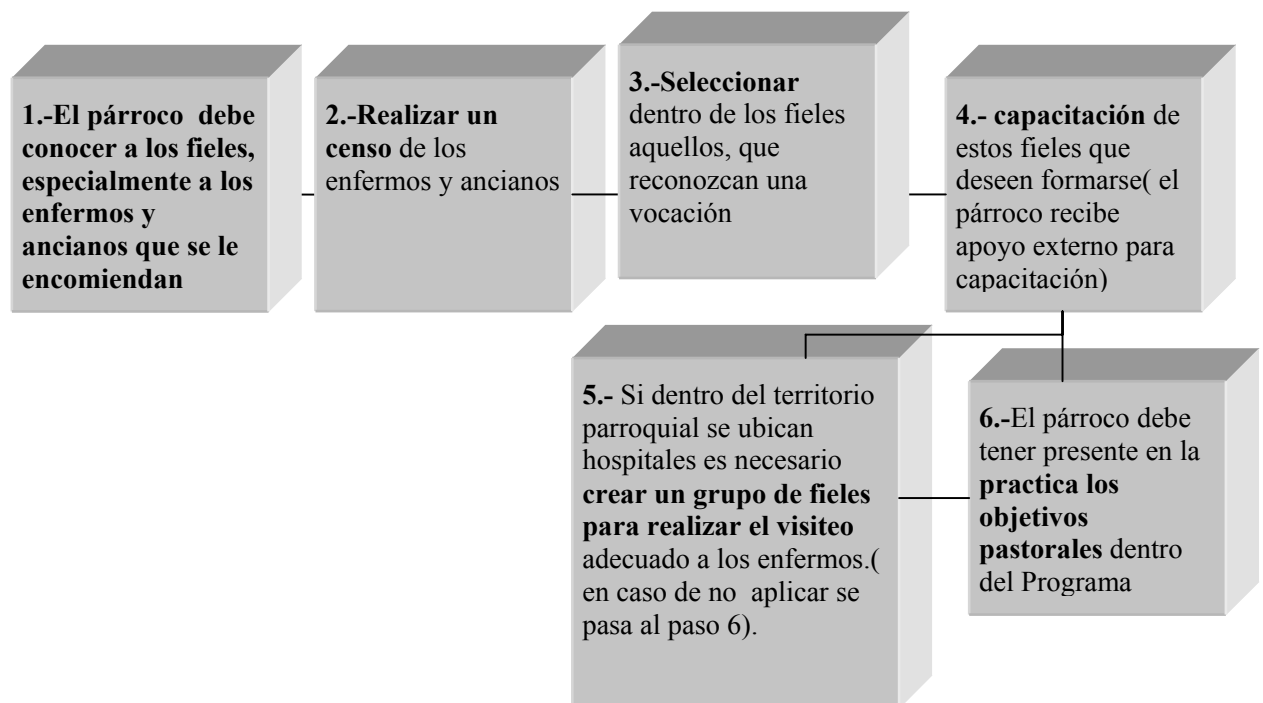 1.-El párroco debe
conocer a los fieles,
especialmente a los
enfermos y
ancianos que se le
encomiendan
2.-Realizar un
censo de los
enfermos y ancianos
3.-Seleccionar
dentro de los fieles
aquellos, que
reconozcan una
vocación
4.- capacitación de
estos fieles que
deseen formarse( el
párroco recibe
apoyo externo para
capacitación)
5.- Si dentro del territorio
parroquial se ubican
hospitales es necesario
crear un grupo de fieles
para realizar el visiteo
adecuado a los enfermos.(
en caso de no aplicar se
pasa al paso 6).
6.-El párroco debe
tener presente en la
practica los
objetivos
pastorales dentro
del Programa